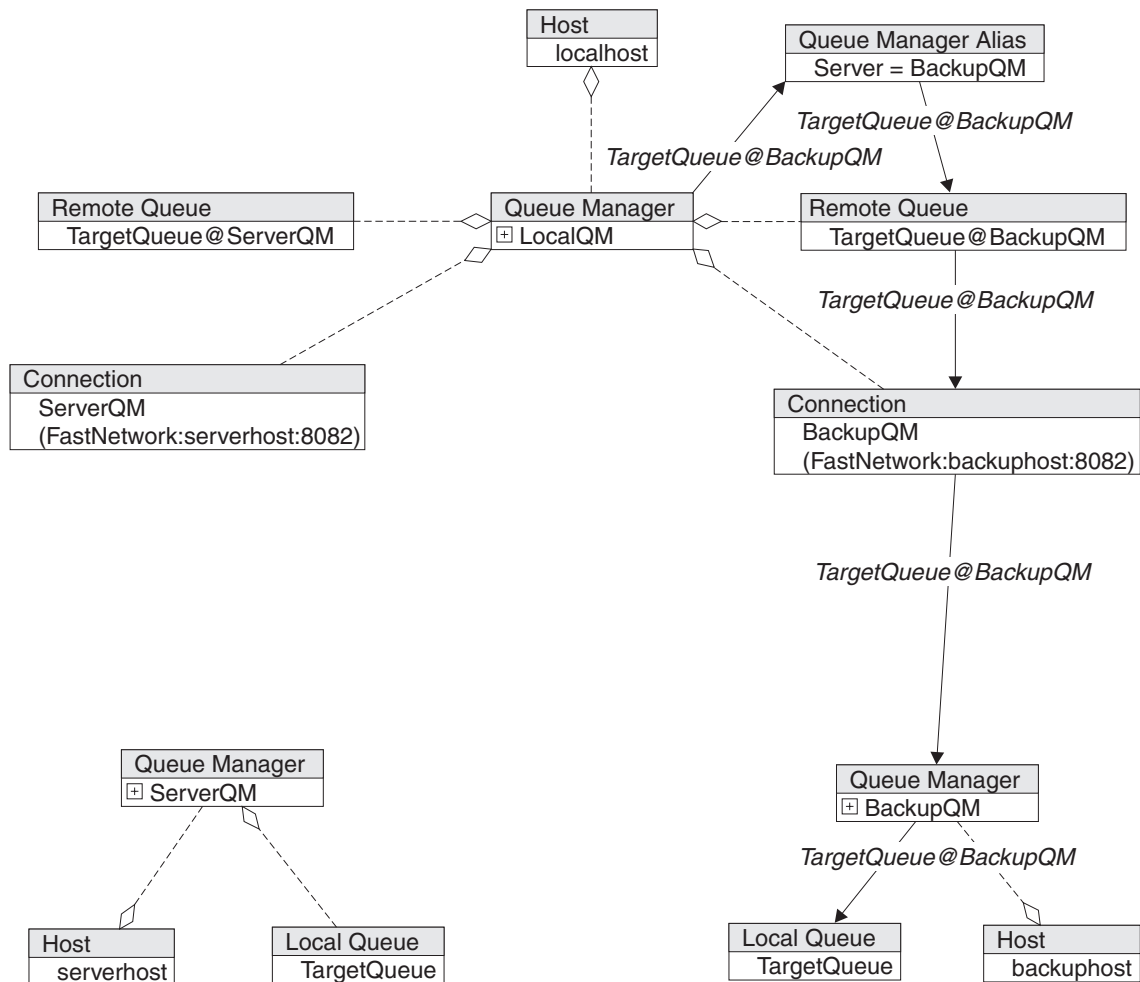 Host
localhost
Queue Manager Alias
Server = BackupQM
TargetQueue@BackupQM
TargetQueue@BackupQM
Remote Queue
TargetQueue@ServerQM
Queue Manager
LocalQM
Remote Queue
TargetQueue@BackupQM
TargetQueue@BackupQM
Connection
ServerQM
(FastNetwork:serverhost:8082)
Connection
BackupQM
(FastNetwork:backuphost:8082)
TargetQueue@BackupQM
Queue Manager
ServerQM
Queue Manager
BackupQM
TargetQueue@BackupQM
Host
serverhost
Local Queue
TargetQueue
Local Queue
TargetQueue
Host
backuphost